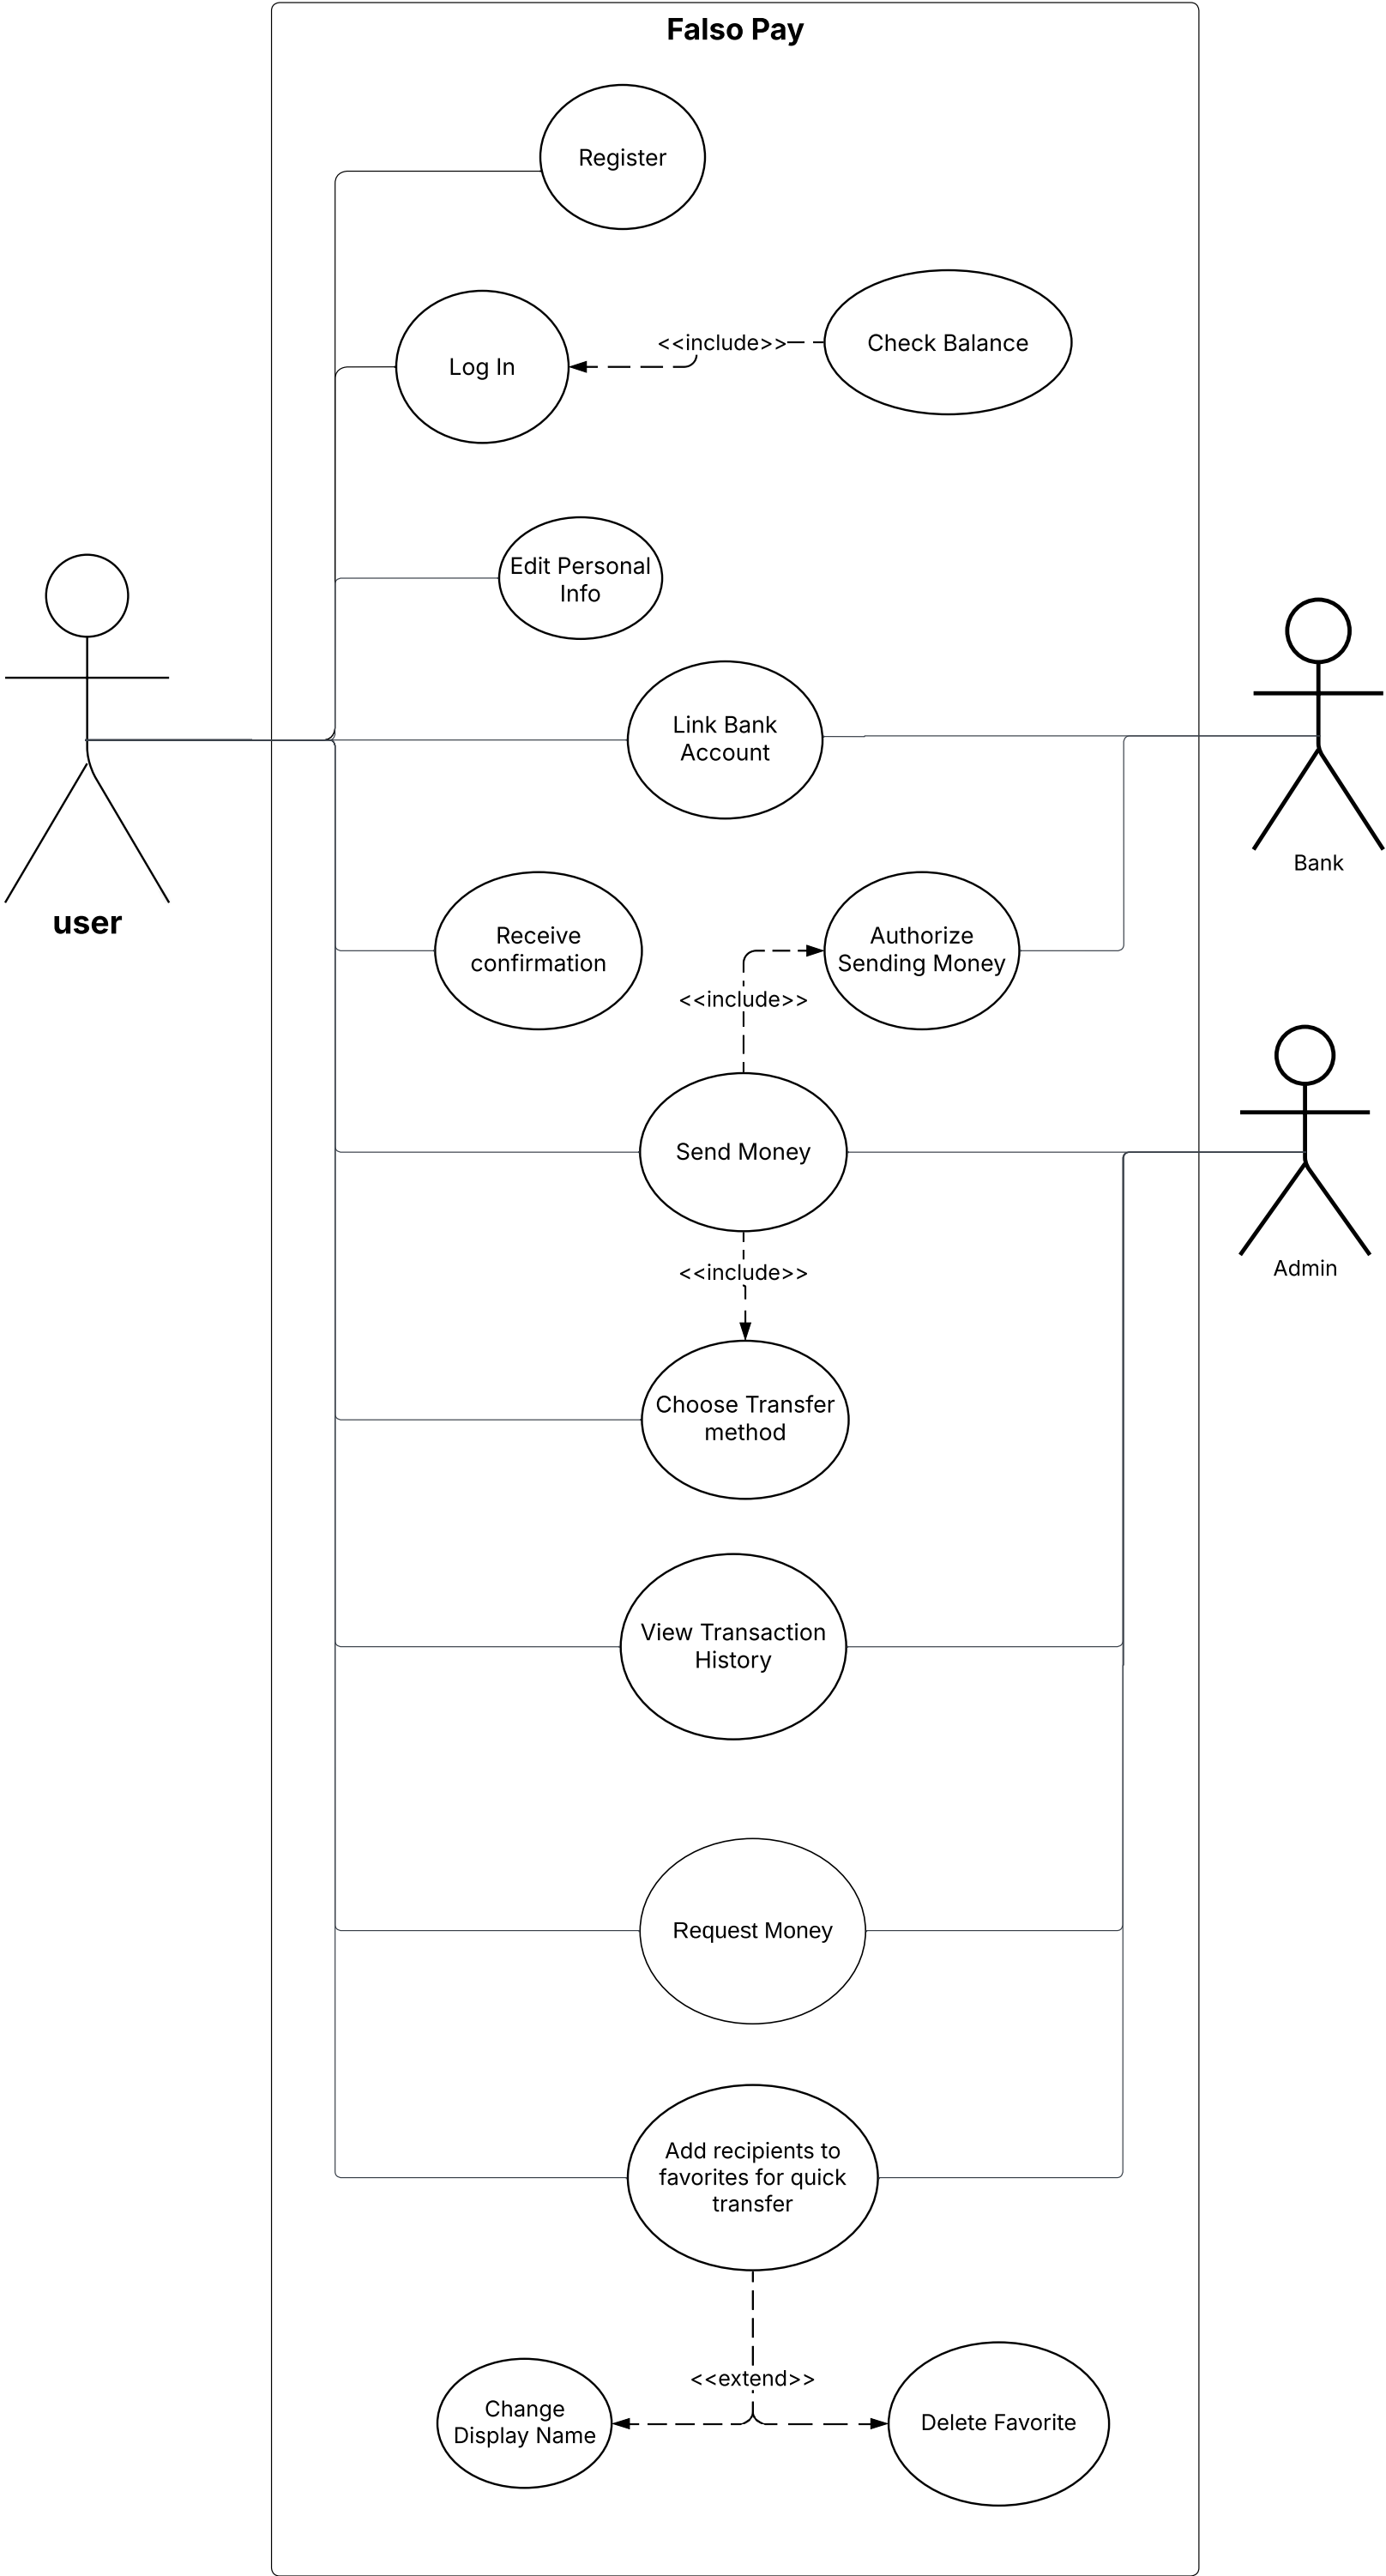 Falso Pay
Register
Log In
<<include>>
Check Balance
Edit Personal
Info
Link Bank
Account
Bank
user
Receive
confirmation
Authorize
Sending Money
<<include>>
Send Money
Admin
<<include>>
Choose Transfer
method
View Transaction
History
Request Money
Add recipients to
favorites for quick
transfer
<<extend>>
Change
Display Name
Delete Favorite